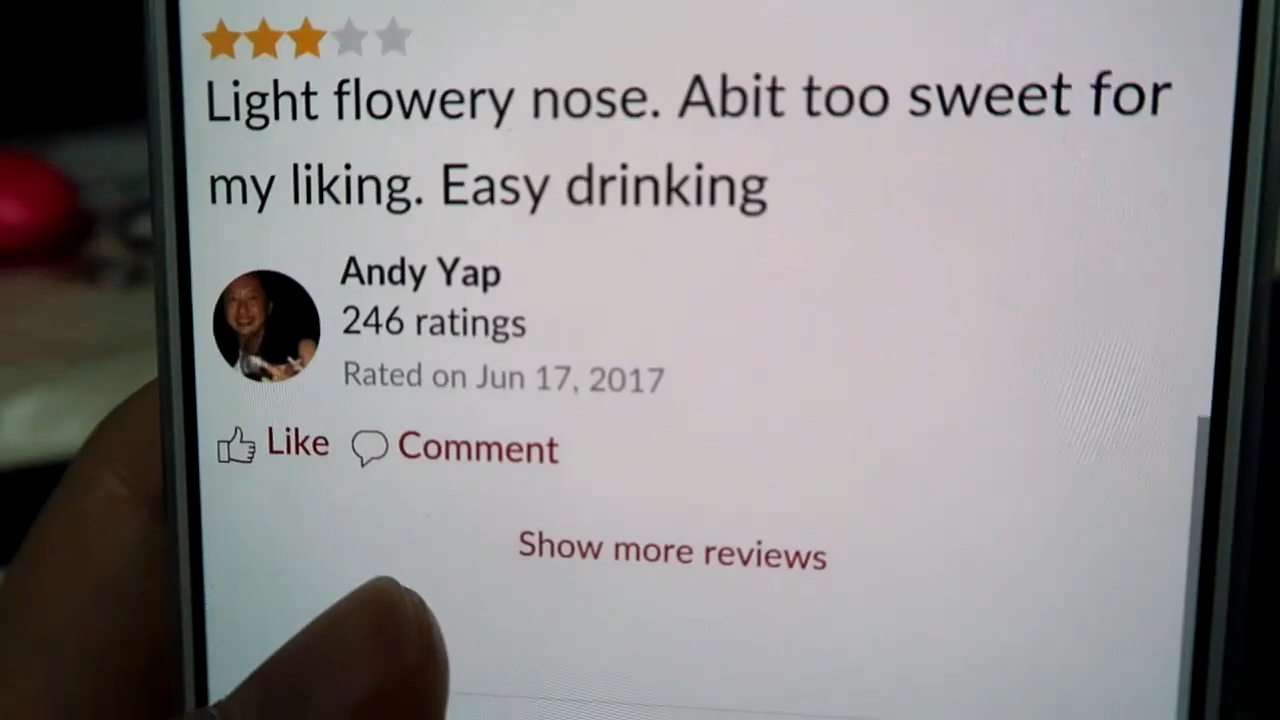 Light flowery nose. Abit too sweet for
my liking. Easy drinking
Andy Yap
246 ratings
Rated on Jun 17, 2017
Like Comment
Show more reviews